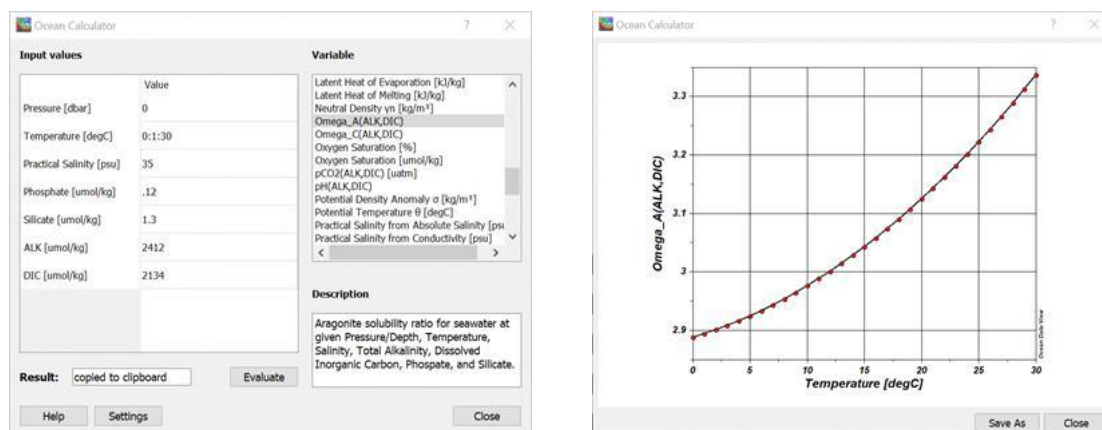 Ocean Calculator
Input values
Value
Pressure [dbar] 0
Temperature [degC] 0:1:30
Practical Salinity [psu] 35
Phosphate [umol/kg] .12
Silicate [umol/kg] 1.3
ALK [umol/kg] 2412
DIC [umol/kg] 2134
Result: copied to clipboard Evaluate
Help Settings
Variable
Latent Heat of Evaporation [kJ/kg]
Latent Heat of Melting [kJ/kg]
Neutral Density γn [kg/m³]
Omega_A(ALK,DIC)
Omega_C(ALK,DIC)
Oxygen Saturation [%]
Oxygen Saturation [umol/kg]
pCO2(ALK,DIC) [uatm]
pH(ALK,DIC)
Potential Density Anomaly σ [kg/m³]
Potential Temperature θ [degC]
Practical Salinity from Absolute Salinity [psu
Practical Salinity from Conductivity [psu]
Description
Aragonite solubility ratio for seawater at
given Pressure/Depth, Temperature,
Salinity, Total Alkalinity, Dissolved
Inorganic Carbon, Phospate, and Silicate.
Close
Ocean Calculator
Omega_A(ALK,DIC)
3.3
3.2
3.1
3
2.9
0 5 10 15 20 25 30
Temperature [degC]
Ocean Data View
Save As Close